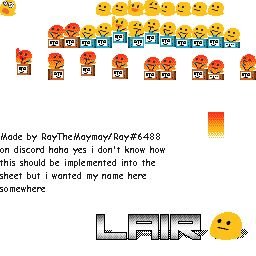 Made by RayTheMaymay/Ray#6488
on discord haha yes i don't know how
this should be implemented into the
sheet but i wanted my name here
somewhere
LAIR